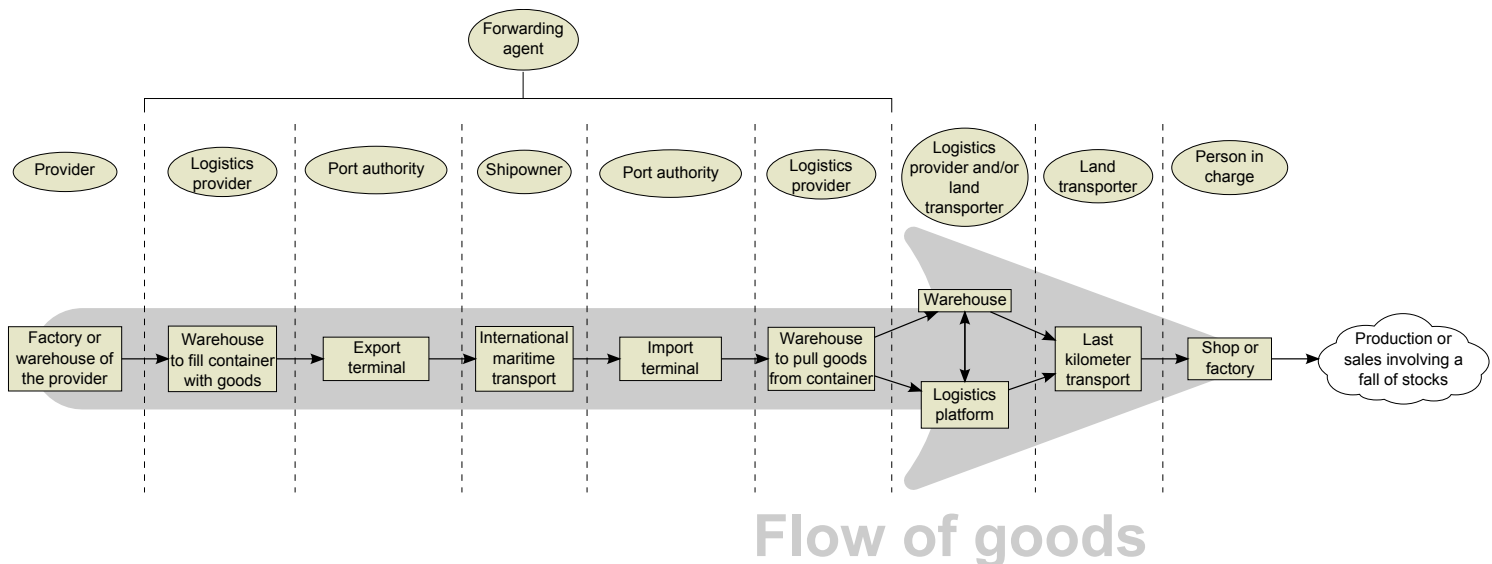 Forwarding
agent
Provider
Logistics
provider
Port authority
Shipowner
Port authority
Logistics
provider
Logistics
provider and/or
land
transporter
Land
transporter
Person in
charge
Factory or
warehouse of
the provider
Warehouse
to fill container
with goods
Export
terminal
International
maritime
transport
Import
terminal
Warehouse
to pull goods
from container
Warehouse
Logistics
platform
Last
kilometer
transport
Shop or
factory
Production or
sales involving a
fall of stocks
Flow of goods